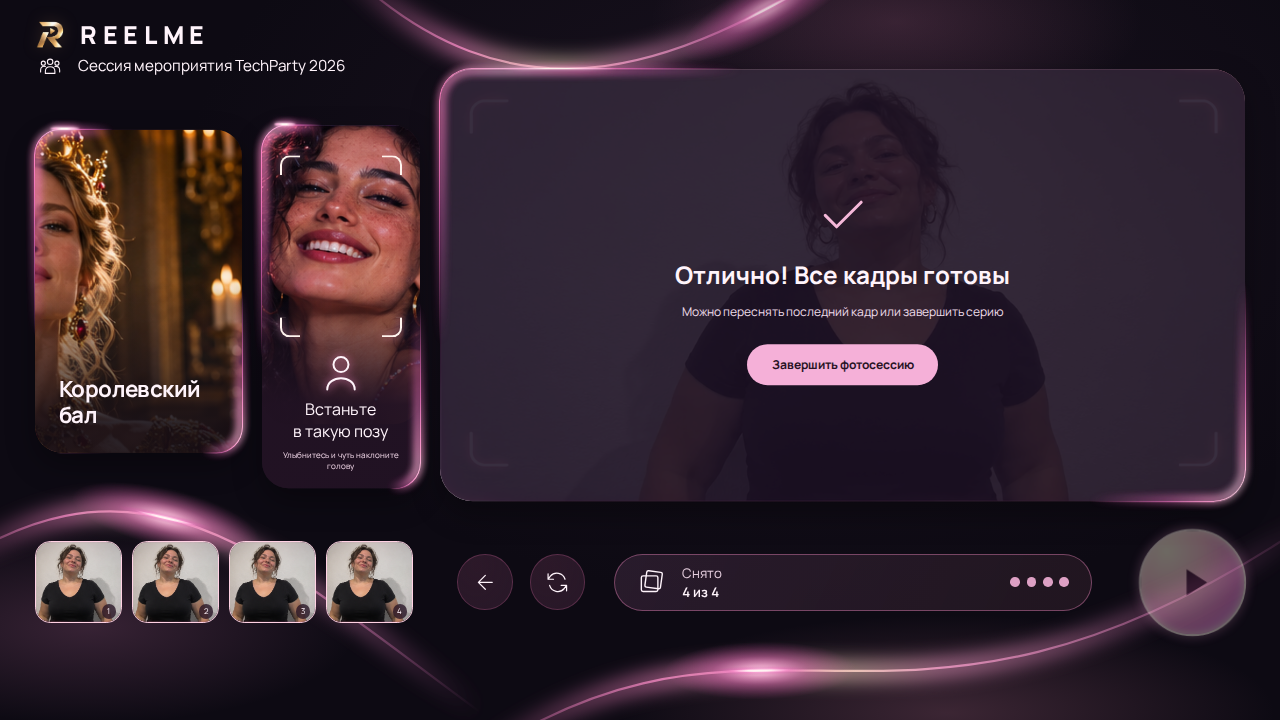 REELME
Сессия мероприятия TechParty 2026
Королевский
бал
Встаньте
в такую позу
Улыбнитесь и чуть наклоните
голову
Отлично! Все кадры готовы
Можно переснять последний кадр или завершить серию
Завершить фотосессию
1
2
3
4
Снято
4 из 4